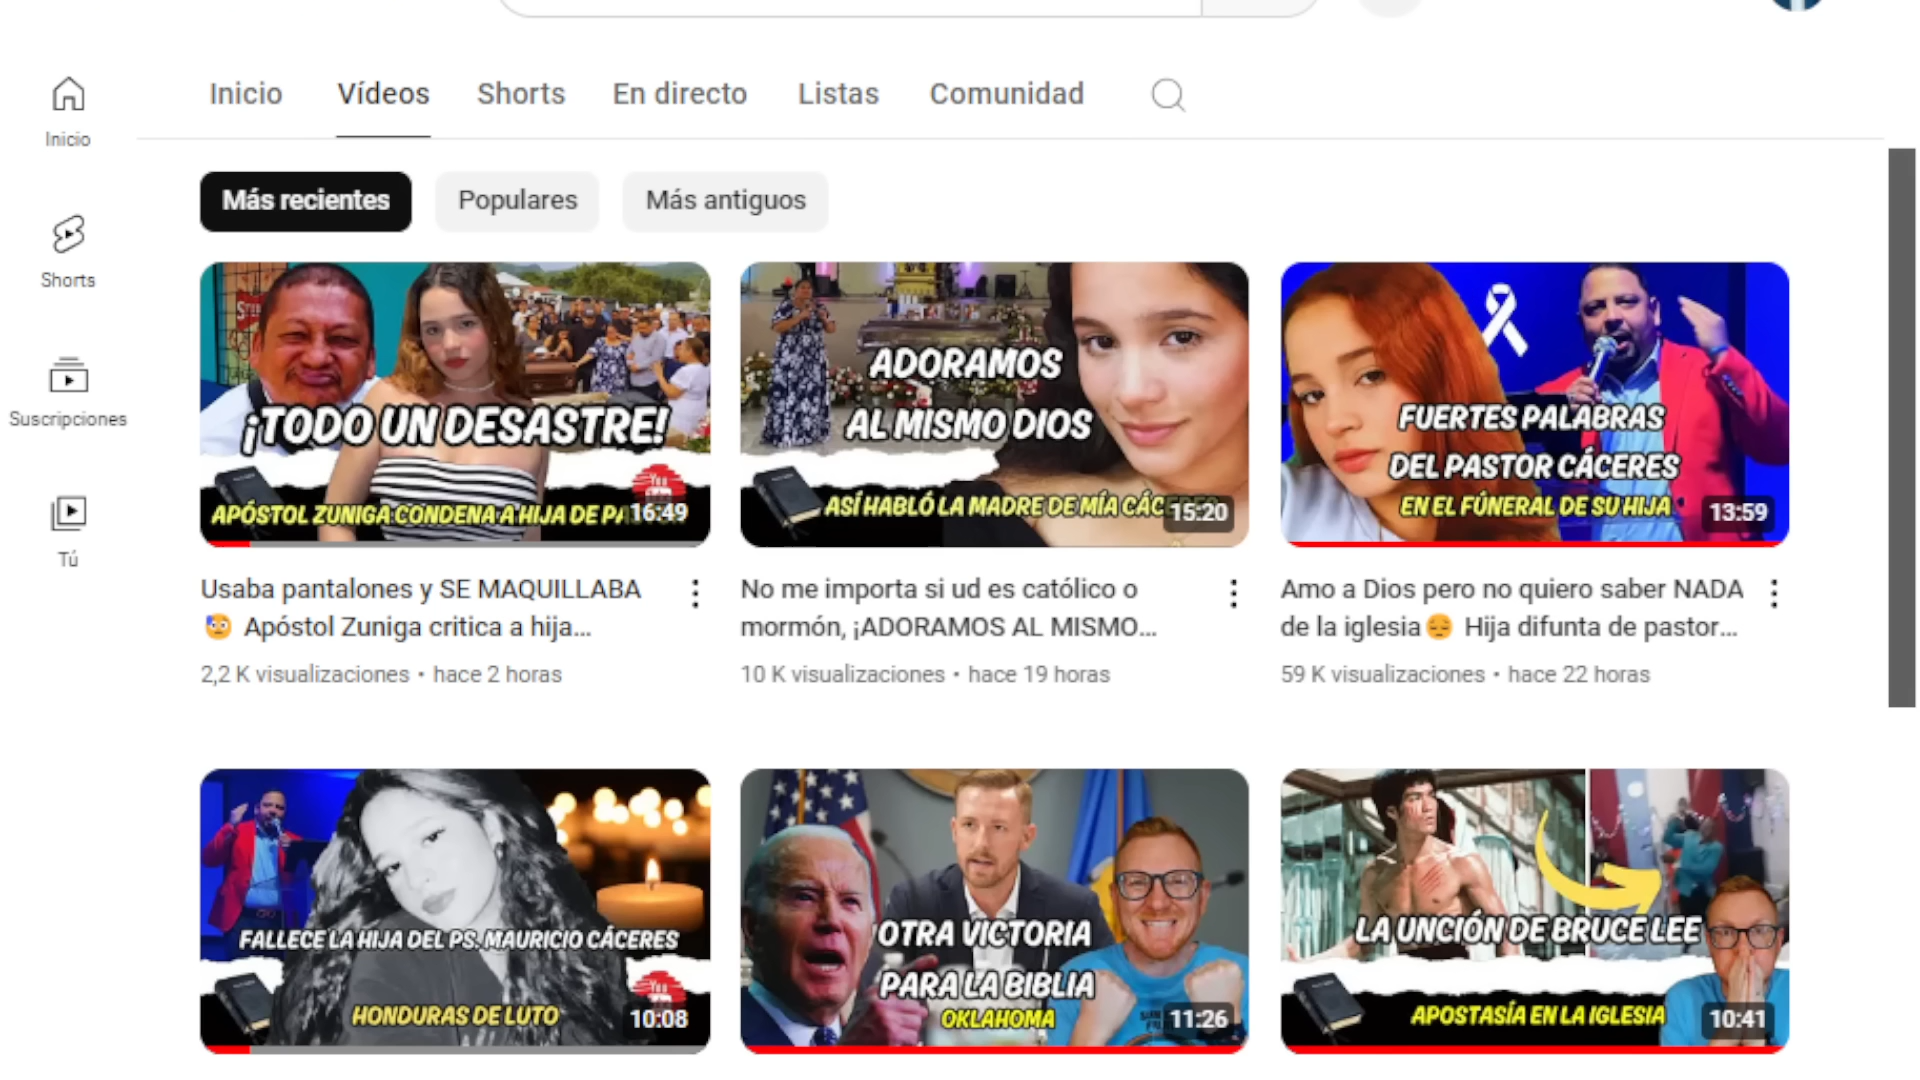 Inicio
Vídeos
Shorts
En directo
Listas
Comunidad
Inicio
Shorts
Suscripciones
Tú
Más recientes
Populares
Más antiguos
¡TODO UN DESASTRE!
APÓSTOL ZUNIGA CONDENA A HIJA DE
16:49
Usaba pantalones y SE MAQUILLABA
😰 Apóstol Zuniga critica a hija...
2,2 K visualizaciones • hace 2 horas
ADORAMOS
AL MISMO DIOS
ASÍ HABLÓ LA MADRE DE MÍA CÁCERES
15:20
No me importa si ud es católico o
mormón, ¡ADORAMOS AL MISMO...
10 K visualizaciones • hace 19 horas
FUERTES PALABRAS
DEL PASTOR CÁCERES
EN EL FÚNERAL DE SU HIJA
13:59
Amo a Dios pero no quiero saber NADA
de la iglesia😔 Hija difunta de pastor...
59 K visualizaciones • hace 22 horas
FALLECE LA HIJA DEL PS. MAURICIO CÁCERES
HONDURAS DE LUTO
You
10:08
OTRA VICTORIA
PARA LA BIBLIA
OKLAHOMA
11:26
LA UNCIÓN DE BRUCE LEE
APOSTASÍA EN LA IGLESIA
10:41